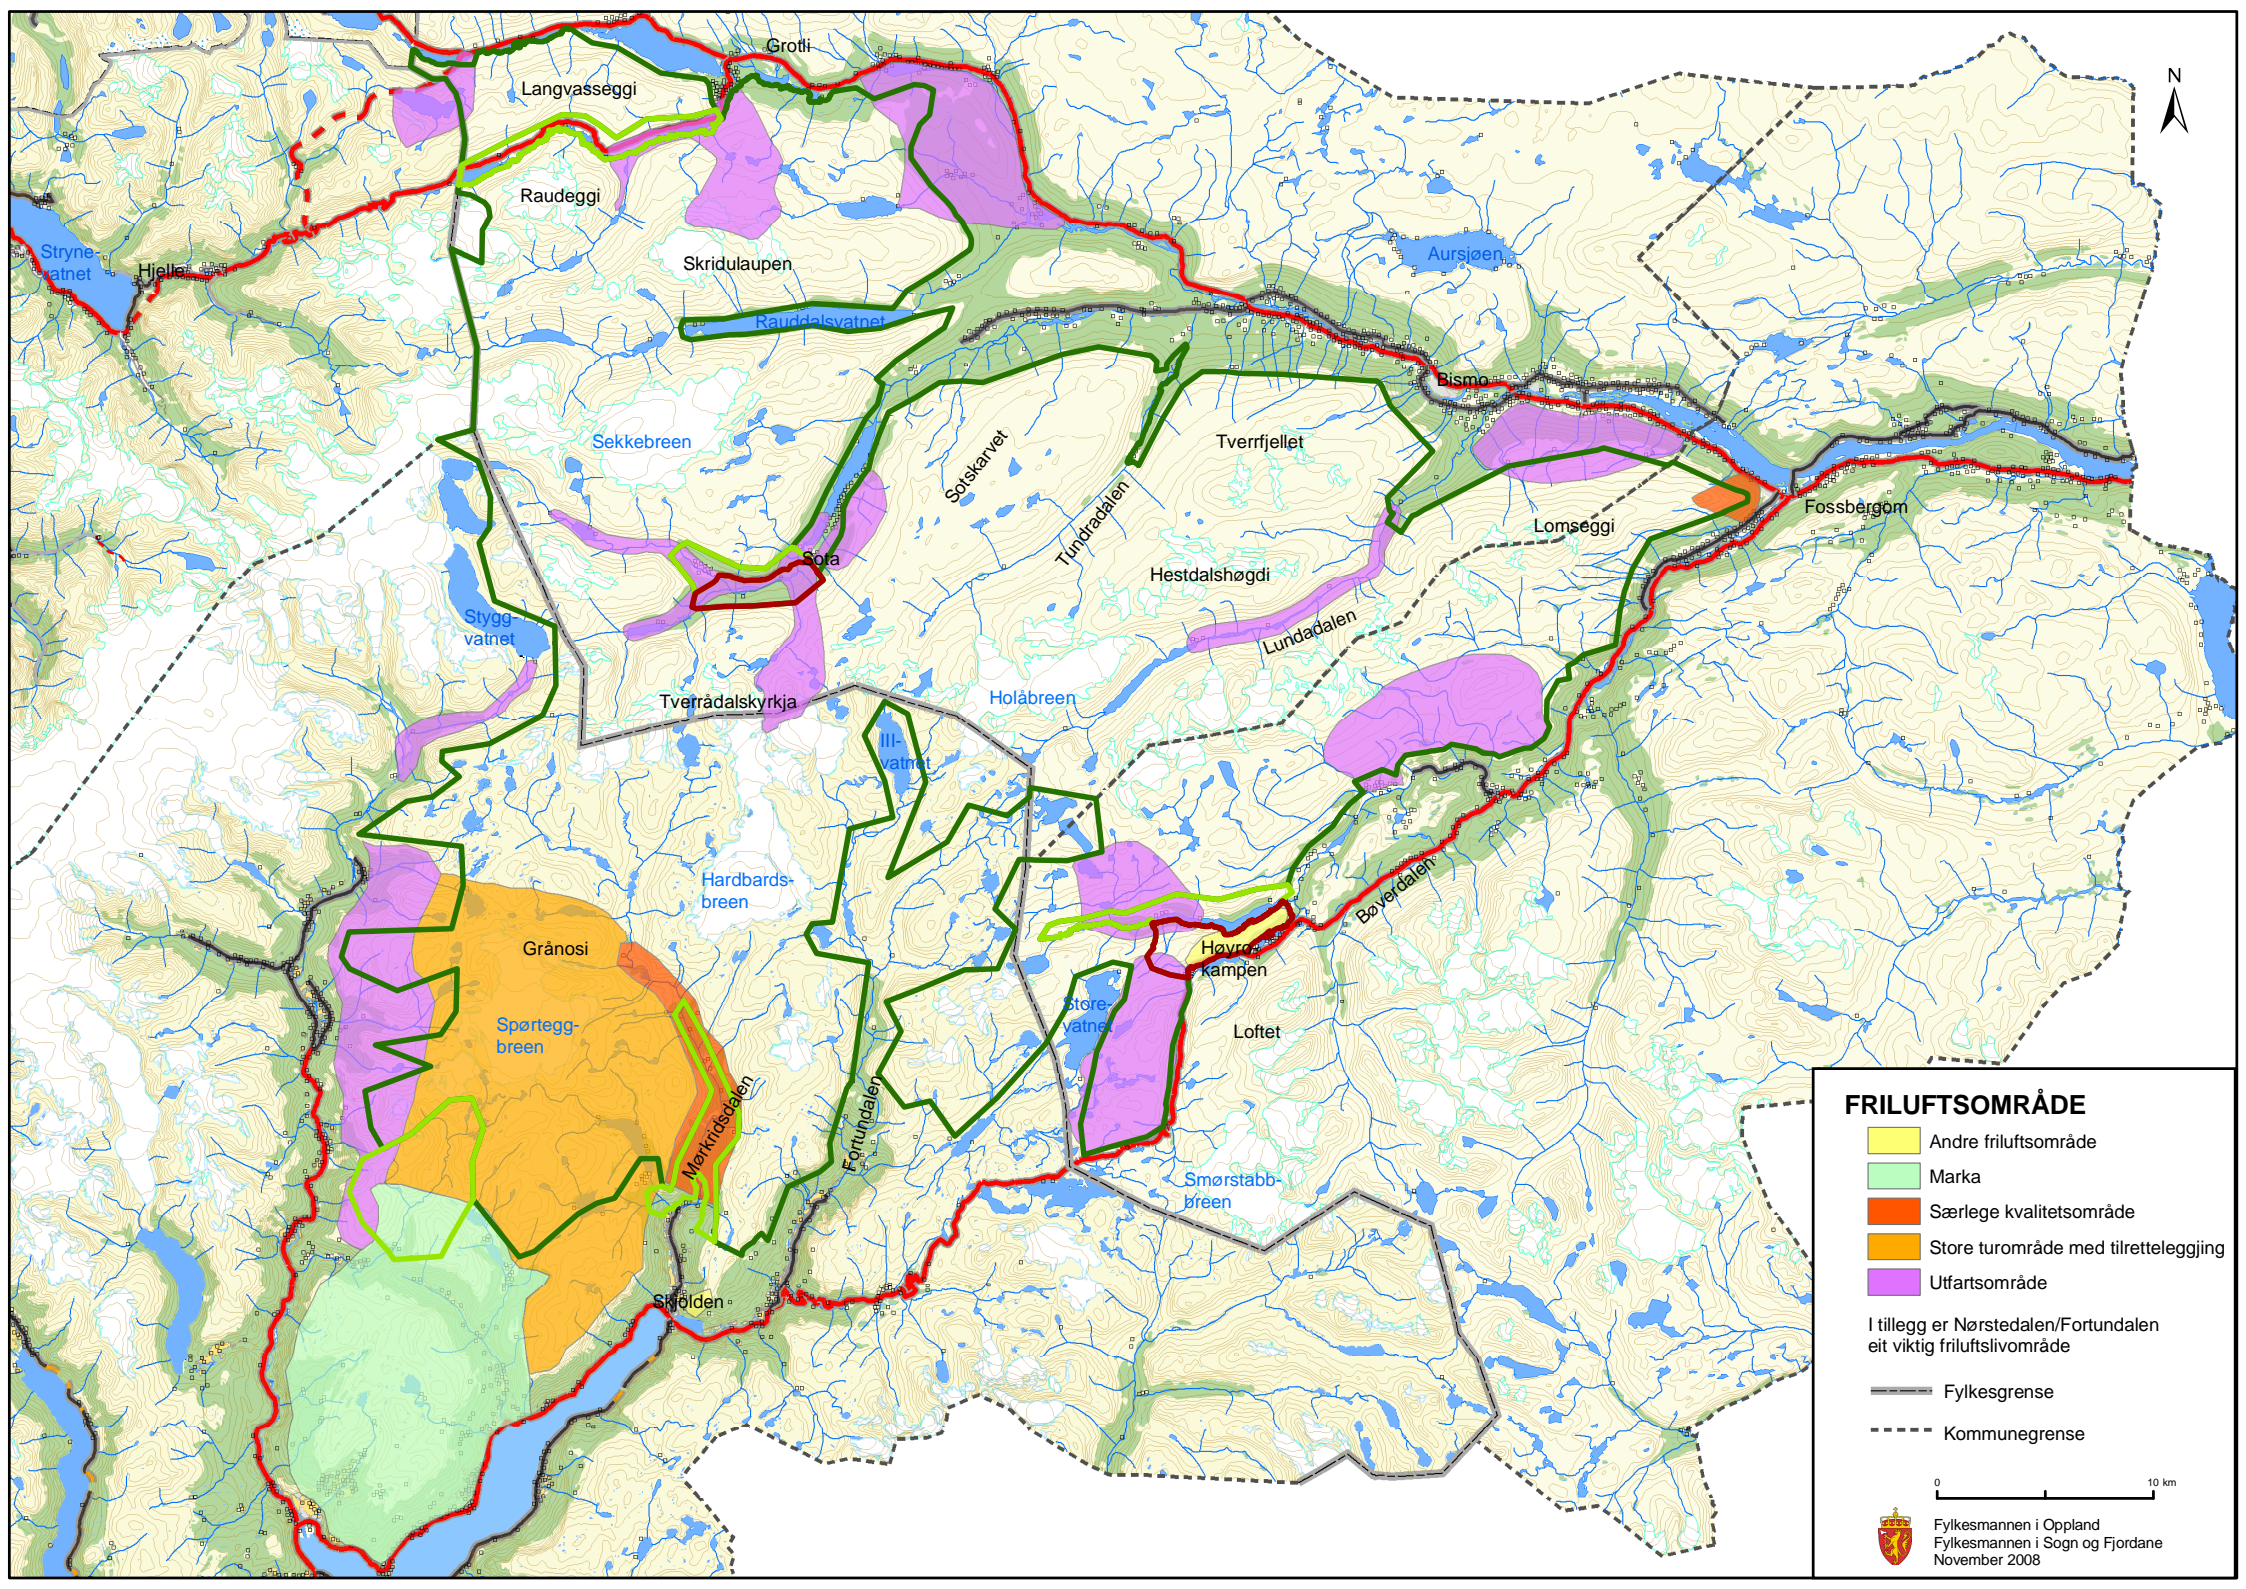 Grotli
N
Langvasseggi
Raudeggi
Stryne-
vatnet
Hjelle
Skridulaupen
Aursjøen
Rauddalsvatnet
Bismo
Sekkebreen
Tverrfjellet
Sotskarvet
Tundradalen
Fossbergom
Lomseggi
Sota
Hestdalshøgdi
Stygg-
vatnet
Lundadalen
Tverrådalskyrkja
Holåbreen
Ill-
vatnet
Hardbards-
breen
Bøverdalen
Grånosi
Høyro-
kampen
Store-
vatnet
Spørtegg-
breen
Loftet
Mørkridsdalen
Fortundalen
Smørstabb-
breen
Skjolden
FRILUFTSOMRÅDE
Andre friluftsområde
Marka
Særlege kvalitetsområde
Store turområde med tilretteleggjing
Utfartsområde
I tillegg er Nørstedalen/Fortundalen
eit viktig friluftslivområde
Fylkesgrense
Kommunegrense
0 10 km
Fylkesmannen i Oppland
Fylkesmannen i Sogn og Fjordane
November 2008